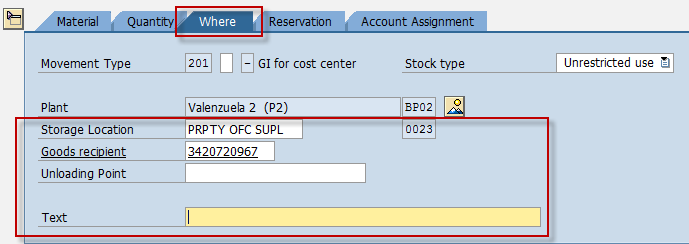 Material Quantity Where Reservation Account Assignment
Movement Type 201 – GI for cost center Stock type Unrestricted use
Plant Valenzuela 2 (P2) BP02
Storage Location PRPTY OFC SUPL 0023
Goods recipient 3420720967
Unloading Point
Text